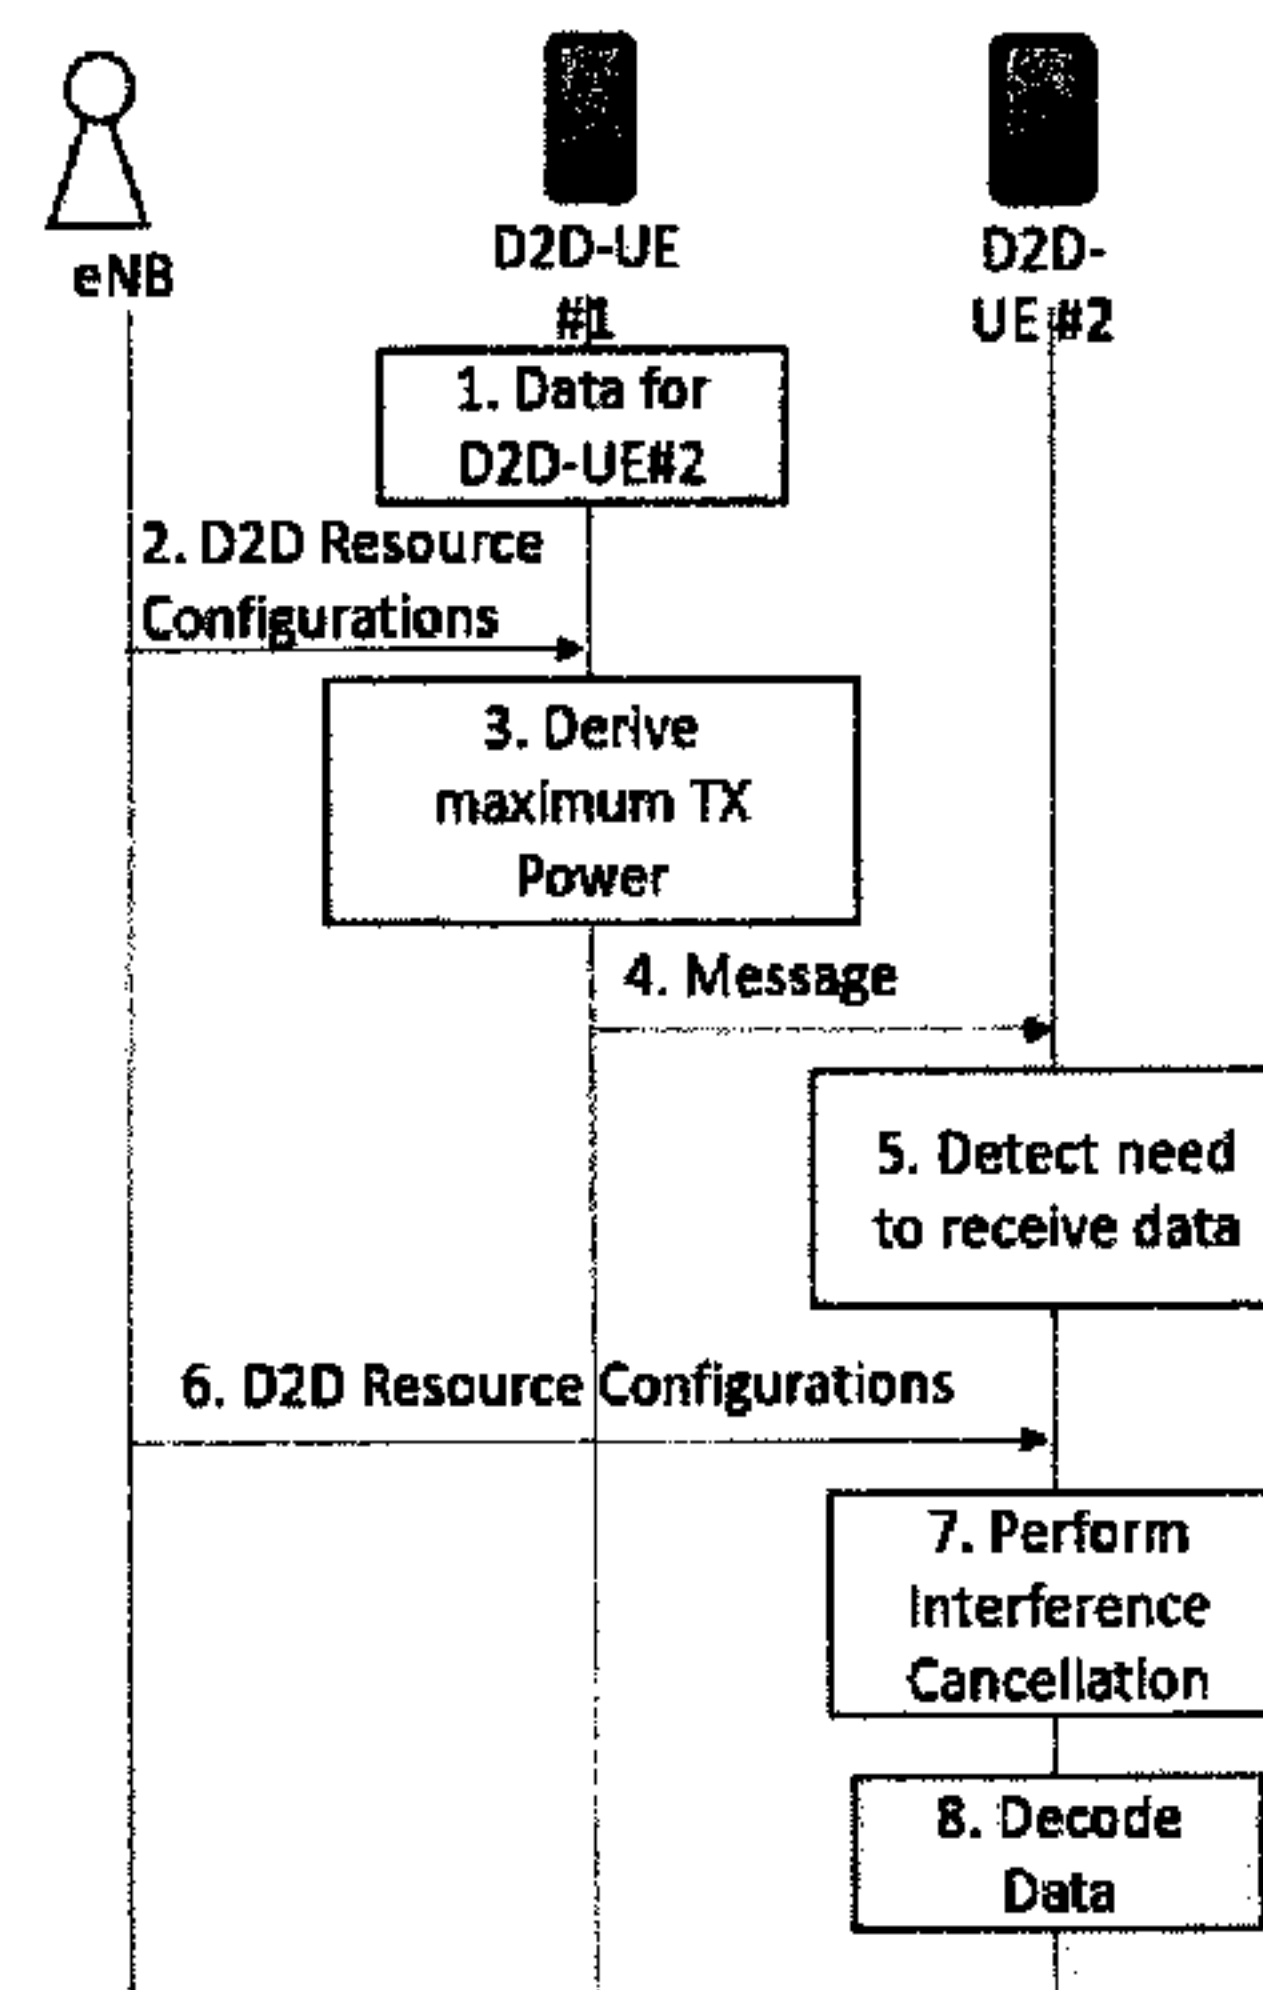 eNB
D2D-UE
#1
D2D-
UE #2
1. Data for
D2D-UE#2
2. D2D Resource
Configurations
3. Derive
maximum TX
Power
4. Message
5. Detect need
to receive data
6. D2D Resource Configurations
7. Perform
Interference
Cancellation
8. Decode
Data